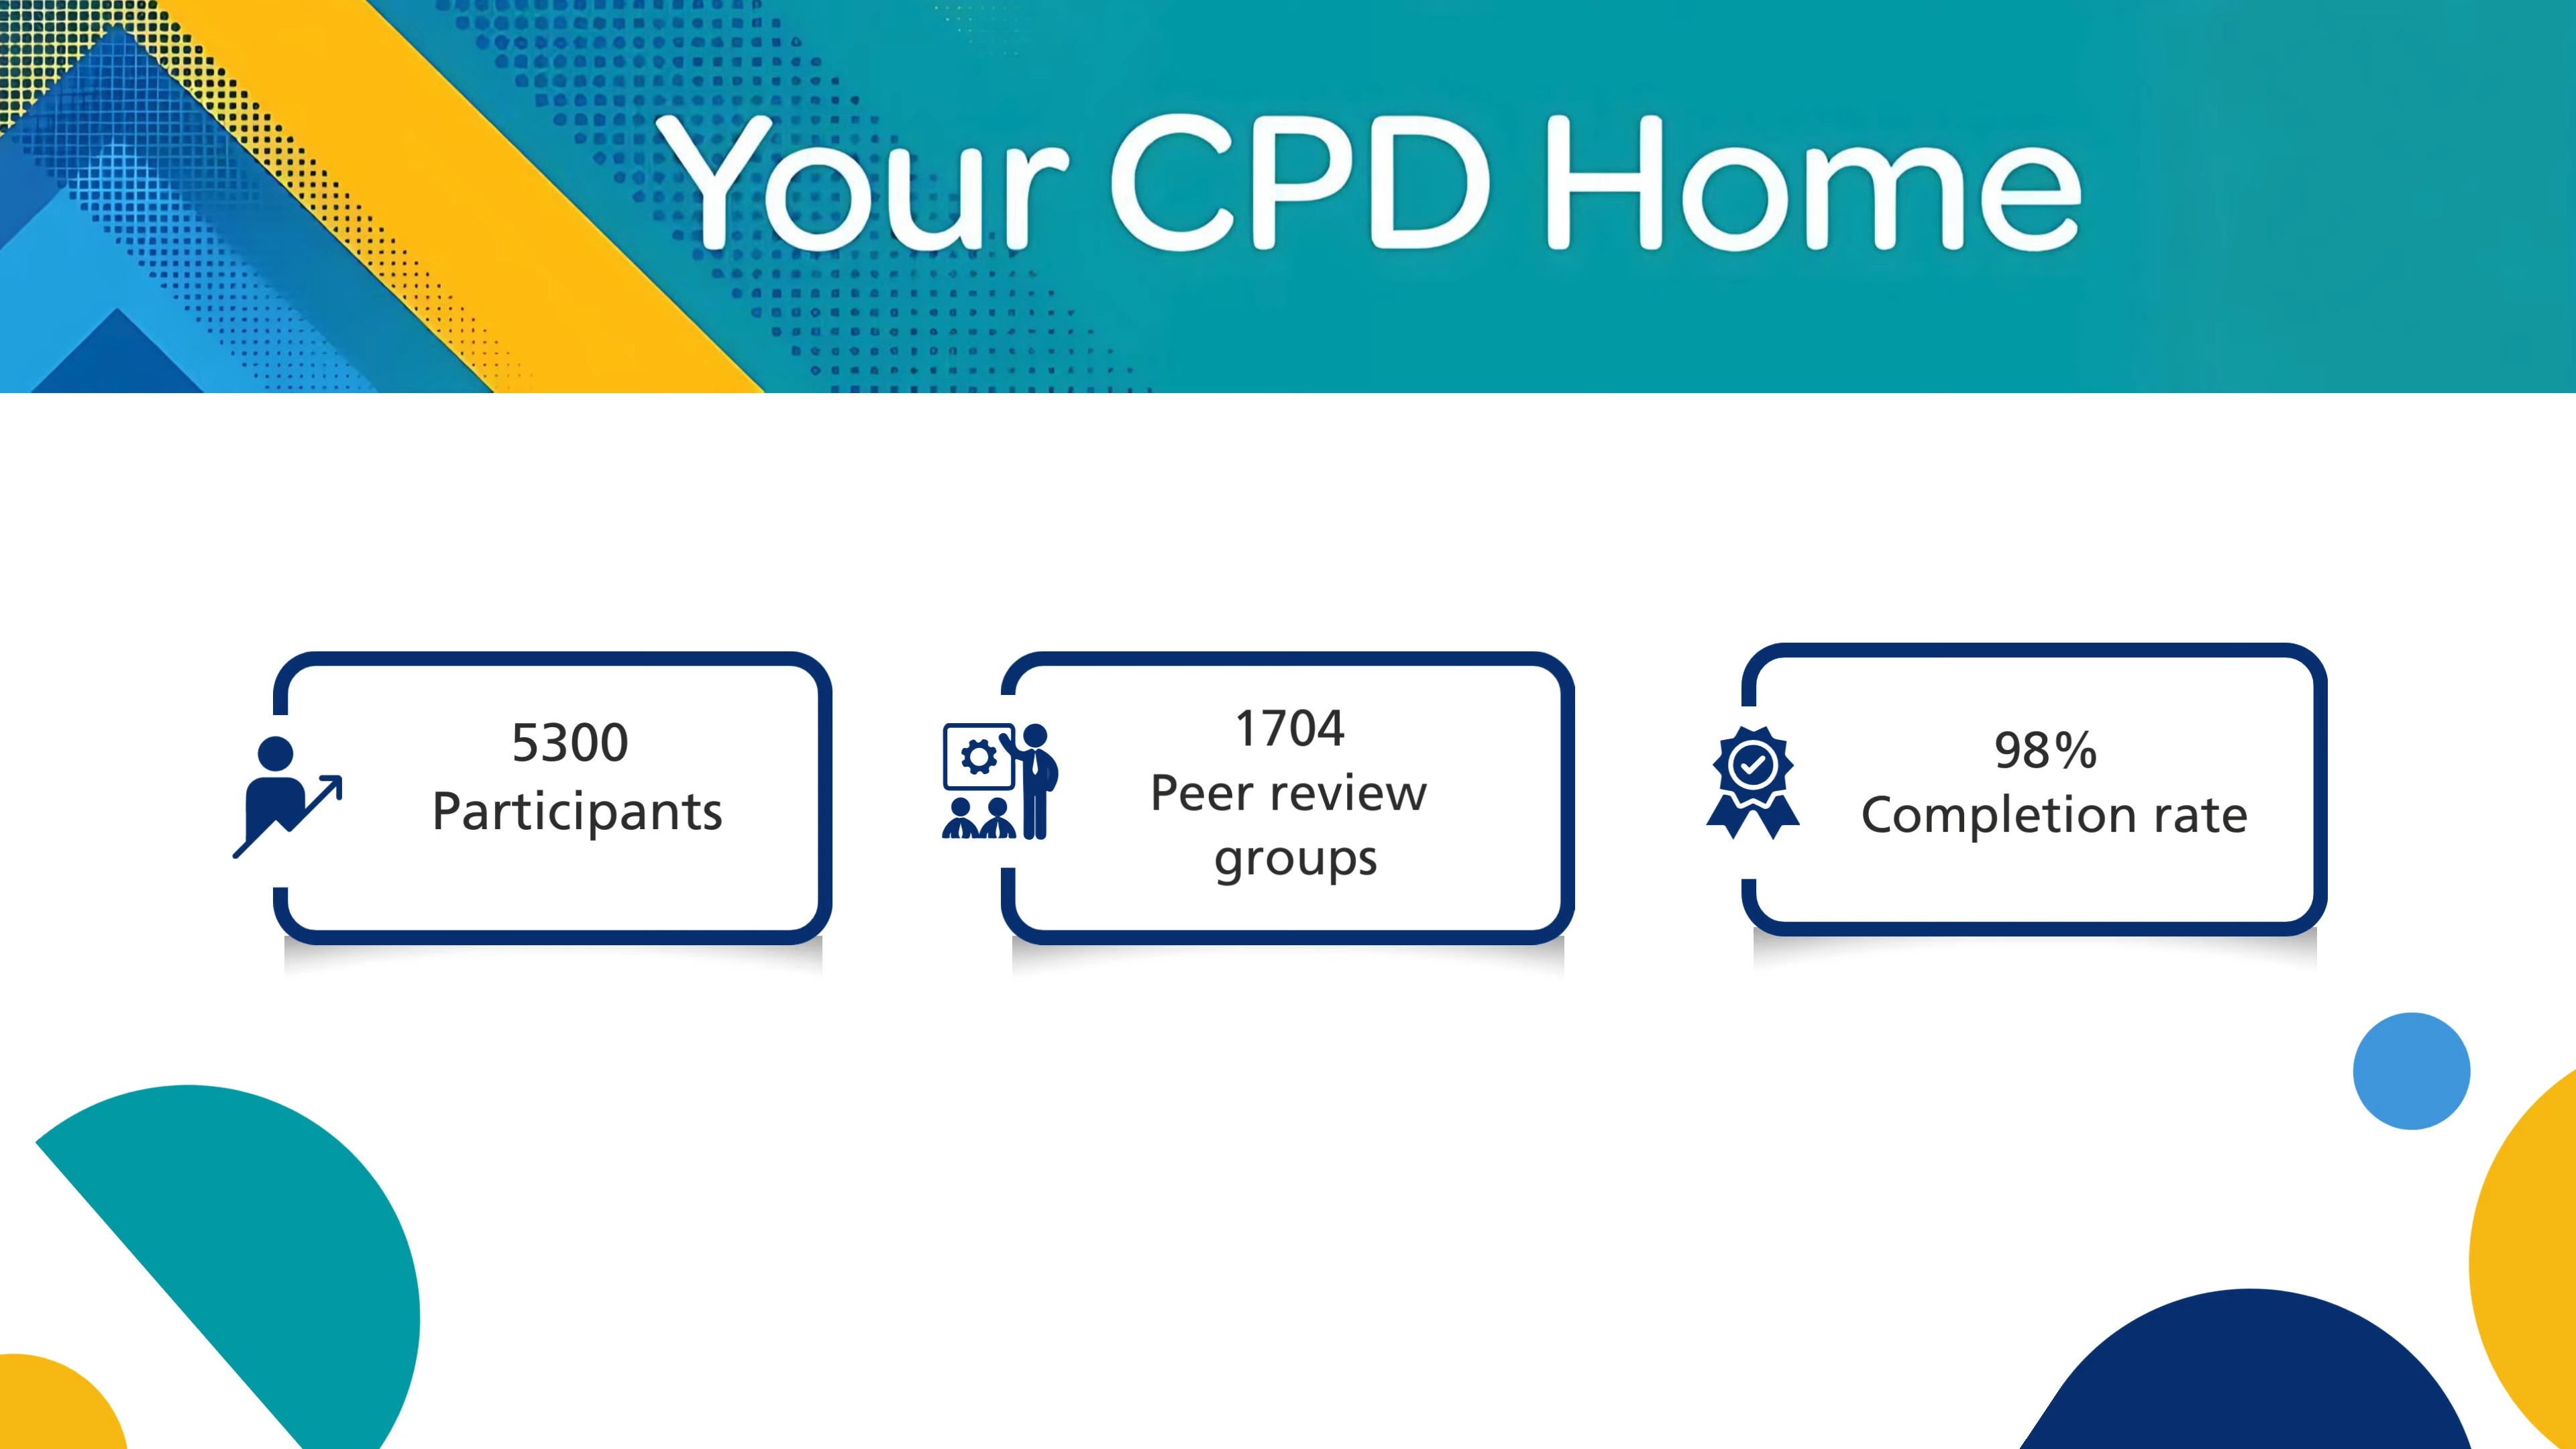 Your CPD Home
5300
Participants
1704
Peer review
groups
98%
Completion rate